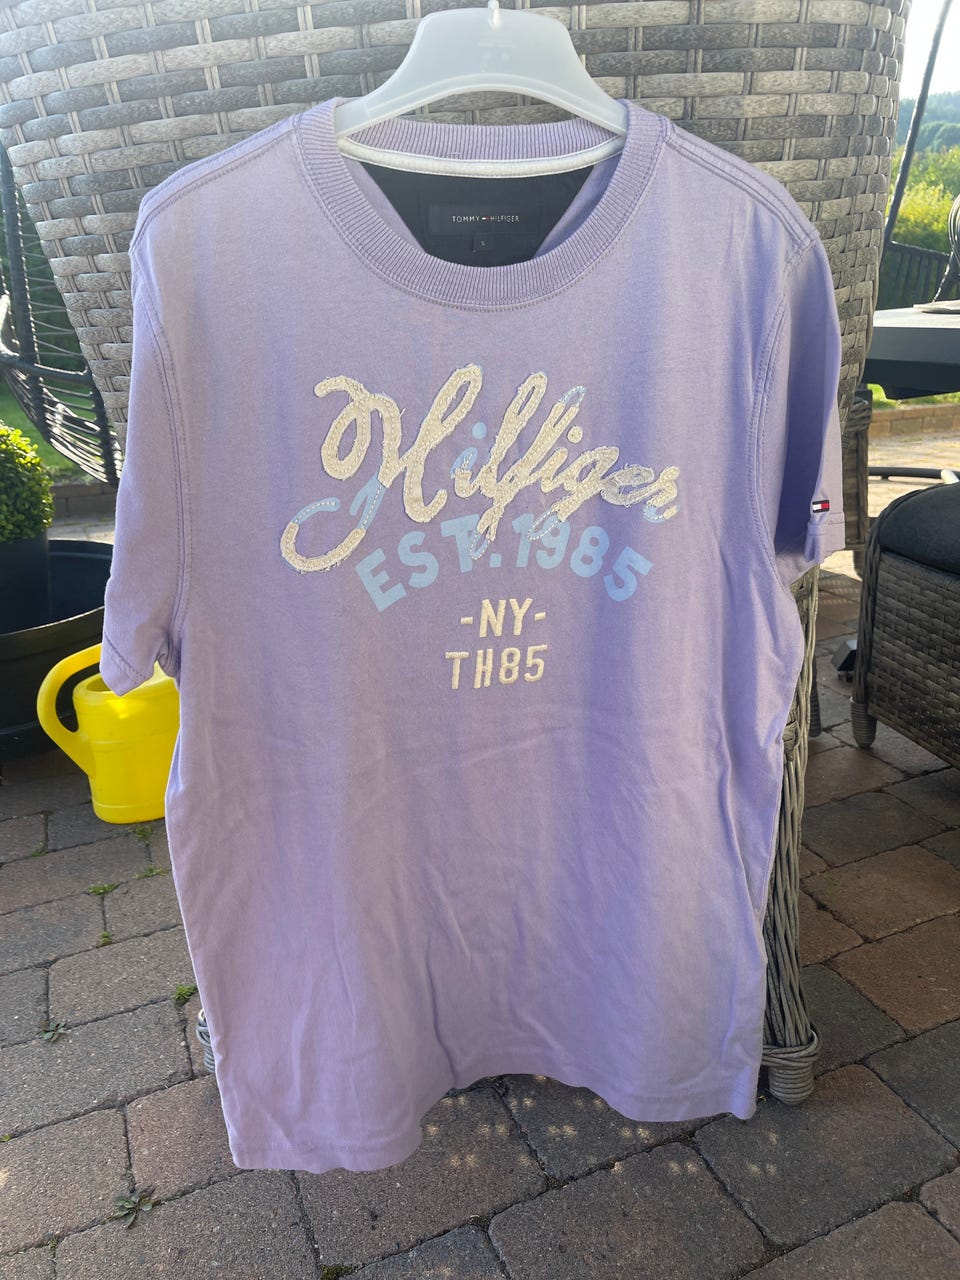 TOMMY HILFIGER
S
Hilfiger
EST. 1985
-NY-
TH85